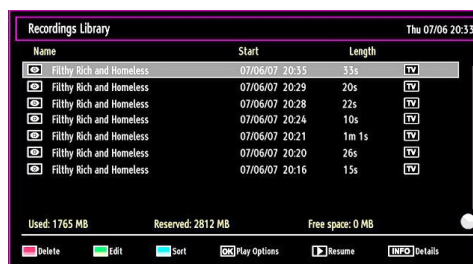 Recordings Library Thu 07/06 20:33
Name Start Length
Filthy Rich and Homeless 07/06/07 20:35 33s TV
Filthy Rich and Homeless 07/06/07 20:29 20s TV
Filthy Rich and Homeless 07/06/07 20:28 22s TV
Filthy Rich and Homeless 07/06/07 20:24 10s TV
Filthy Rich and Homeless 07/06/07 20:21 1m 1s TV
Filthy Rich and Homeless 07/06/07 20:20 26s TV
Filthy Rich and Homeless 07/06/07 20:16 15s TV
Used: 1765 MB Reserved: 2812 MB Free space: 0 MB
Delete Edit Sort OK Play Options Resume INFO Details